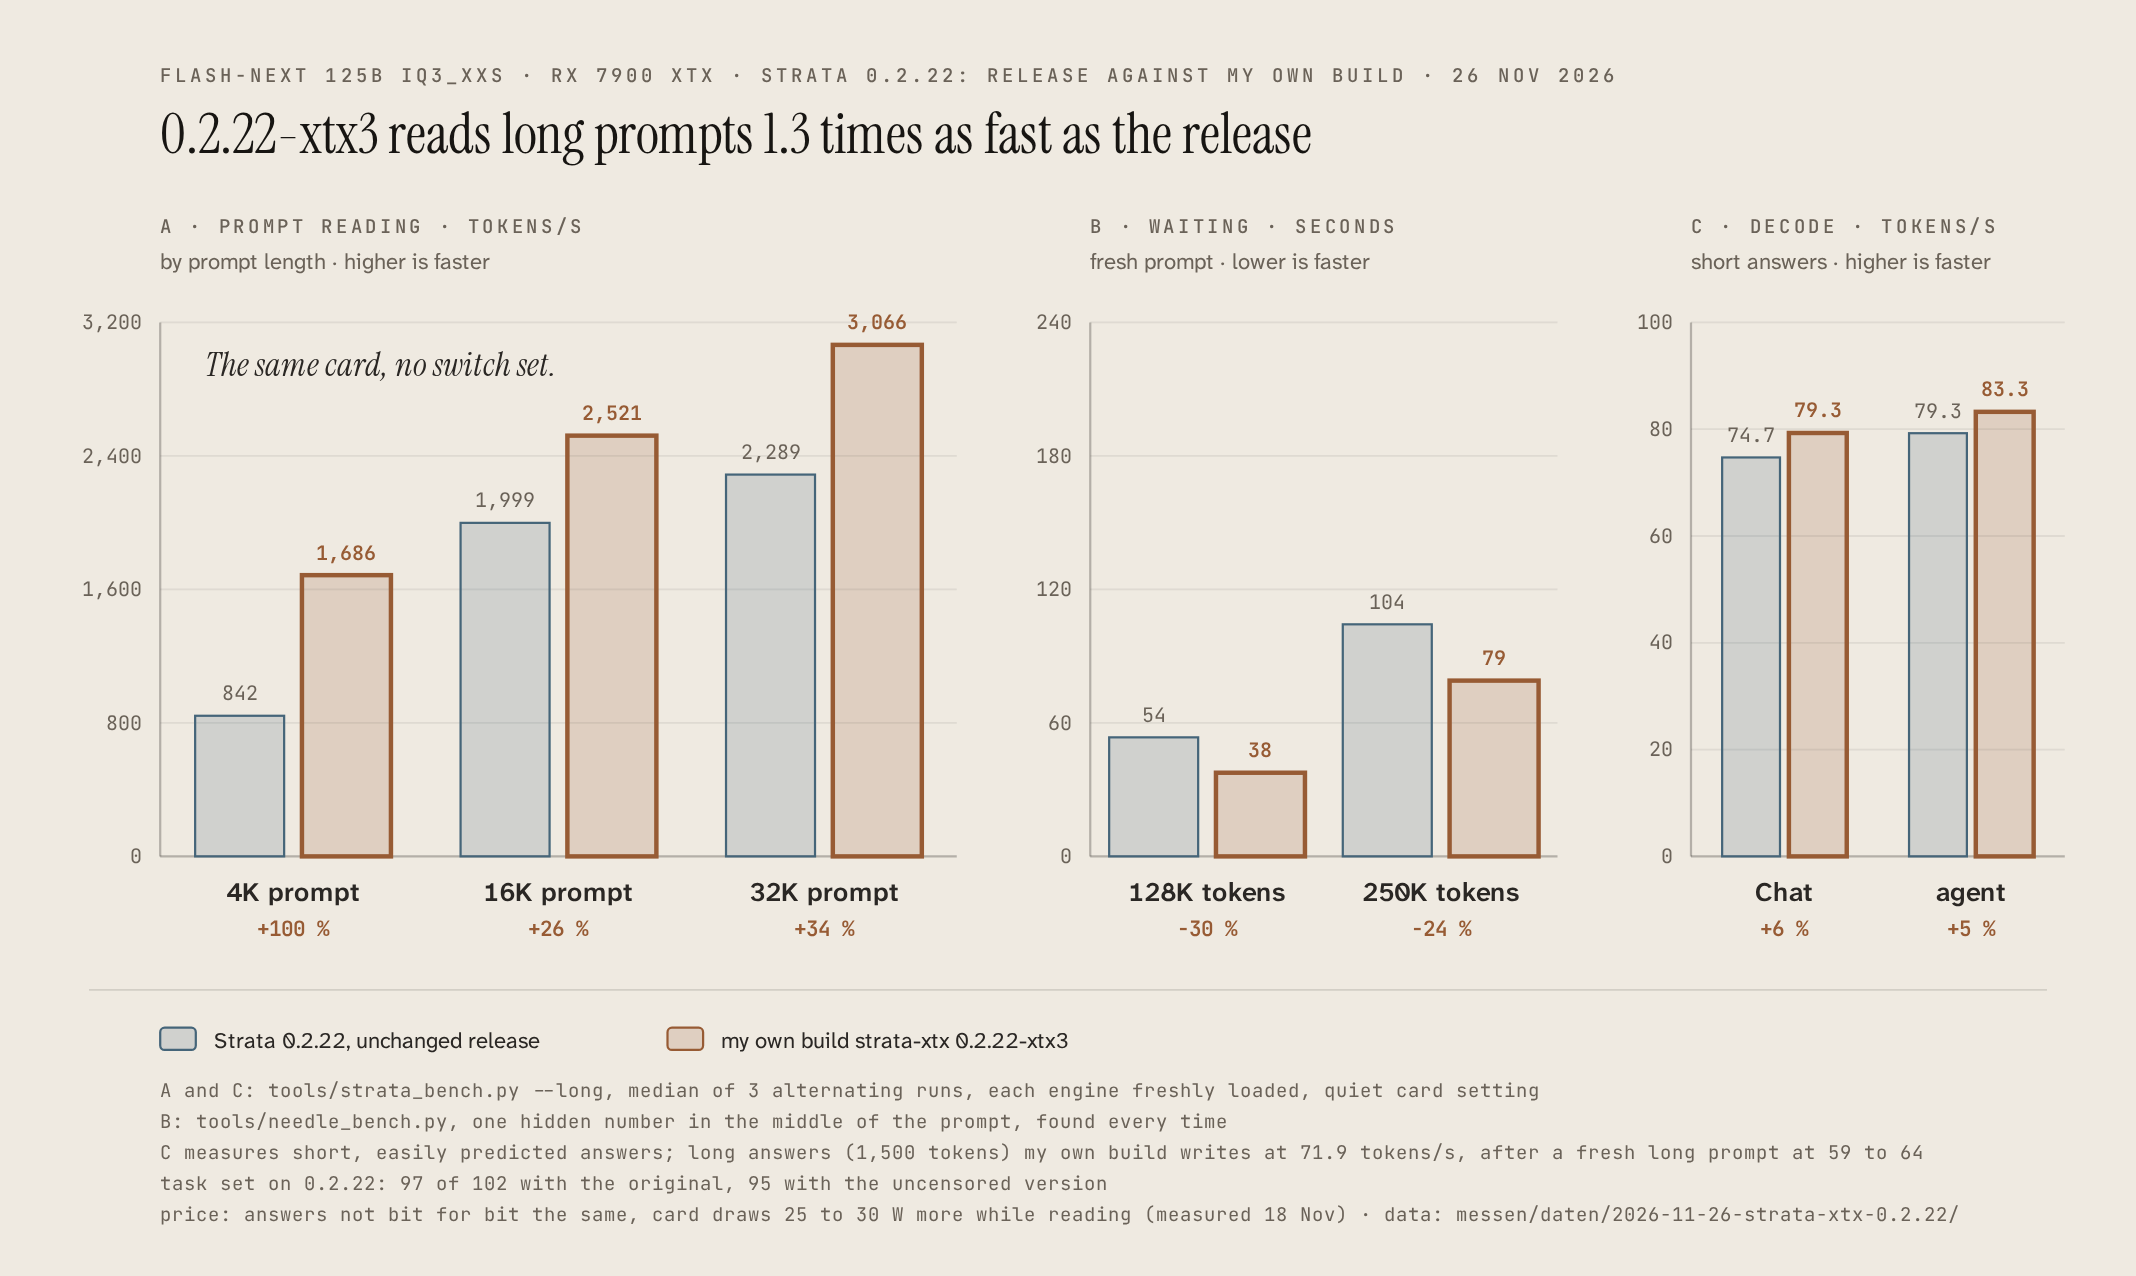 FLASH-NEXT 125B IQ3_XXS · RX 7900 XTX · STRATA 0.2.22: RELEASE AGAINST MY OWN BUILD · 26 NOV 2026
0.2.22-xtx3 reads long prompts 1.3 times as fast as the release
A · PROMPT READING · TOKENS/S
by prompt length · higher is faster
3,200
2,400
1,600
800
0
The same card, no switch set.
842
1,686
1,999
2,521
2,289
3,066
4K prompt
16K prompt
32K prompt
+100 %
+26 %
+34 %
B · WAITING · SECONDS
fresh prompt · lower is faster
240
180
120
60
0
54
38
104
79
128K tokens
250K tokens
-30 %
-24 %
C · DECODE · TOKENS/S
short answers · higher is faster
100
80
60
40
20
0
74.7
79.3
79.3
83.3
Chat
agent
+6 %
+5 %
Strata 0.2.22, unchanged release
my own build strata-xtx 0.2.22-xtx3
A and C: tools/strata_bench.py --long, median of 3 alternating runs, each engine freshly loaded, quiet card setting
B: tools/needle_bench.py, one hidden number in the middle of the prompt, found every time
C measures short, easily predicted answers; long answers (1,500 tokens) my own build writes at 71.9 tokens/s, after a fresh long prompt at 59 to 64
task set on 0.2.22: 97 of 102 with the original, 95 with the uncensored version
price: answers not bit for bit the same, card draws 25 to 30 W more while reading (measured 18 Nov) · data: messen/daten/2026-11-26-strata-xtx-0.2.22/